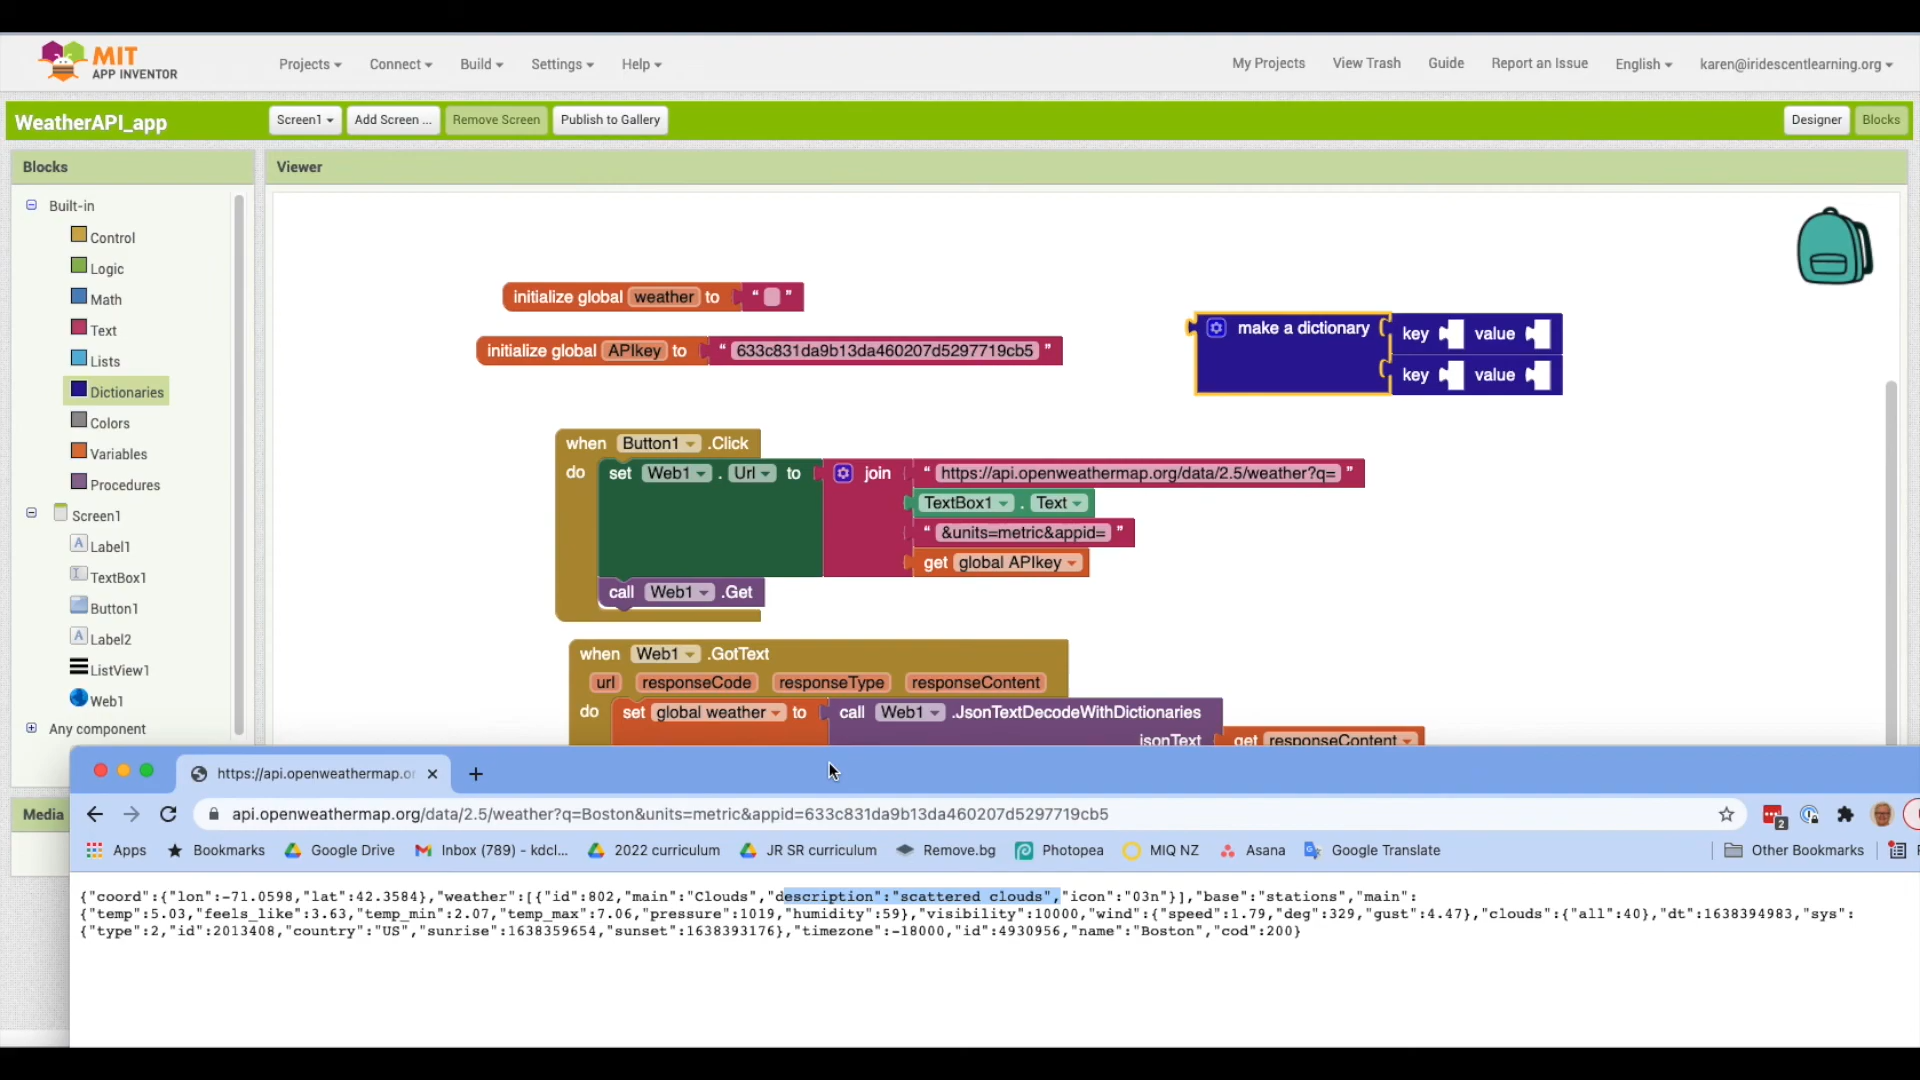 MIT
APP INVENTOR
Projects Connect Build Settings Help My Projects View Trash Guide Report an Issue English karen@iridescentlearning.org
WeatherAPI_app Screen1 Add Screen ... Remove Screen Publish to Gallery Designer Blocks
Blocks
Viewer
Built-in
Control
Logic
Math
Text
Lists
Dictionaries
Colors
Variables
Procedures
Screen1
Label1
TextBox1
Button1
Label2
ListView1
Web1
Any component
Media
initialize global weather to " "
initialize global APIkey to " 633c831da9b13da460207d5297719cb5 "
make a dictionary key value
key value
when Button1 .Click
do set Web1 . Url to join " https://api.openweathermap.org/data/2.5/weather?q= "
TextBox1 . Text
" &units=metric&appid= "
get global APIkey
call Web1 .Get
when Web1 .GotText
url responseCode responseType responseContent
do set global weather to call Web1 .JsonTextDecodeWithDictionaries
jsonText get responseContent
https://api.openweathermap.or
api.openweathermap.org/data/2.5/weather?q=Boston&units=metric&appid=633c831da9b13da460207d5297719cb5
2
Apps Bookmarks Google Drive Inbox (789) - kdcl... 2022 curriculum JR SR curriculum Remove.bg Photopea MIQ NZ Asana Google Translate Other Bookmarks
{"coord":{"lon":-71.0598,"lat":42.3584},"weather":[{"id":802,"main":"Clouds","description":"scattered clouds","icon":"03n"}],"base":"stations","main":
{"temp":5.03,"feels_like":3.63,"temp_min":2.07,"temp_max":7.06,"pressure":1019,"humidity":59},"visibility":10000,"wind":{"speed":1.79,"deg":329,"gust":4.47},"clouds":{"all":40},"dt":1638394983,"sys":
{"type":2,"id":2013408,"country":"US","sunrise":1638359654,"sunset":1638393176},"timezone":-18000,"id":4930956,"name":"Boston","cod":200}